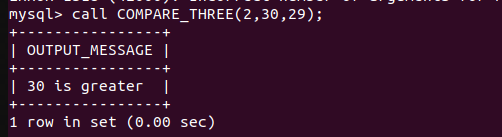 mysql> call COMPARE_THREE(2,30,29);
+----------------+
| OUTPUT_MESSAGE |
+----------------+
| 30 is greater  |
+----------------+
1 row in set (0.00 sec)